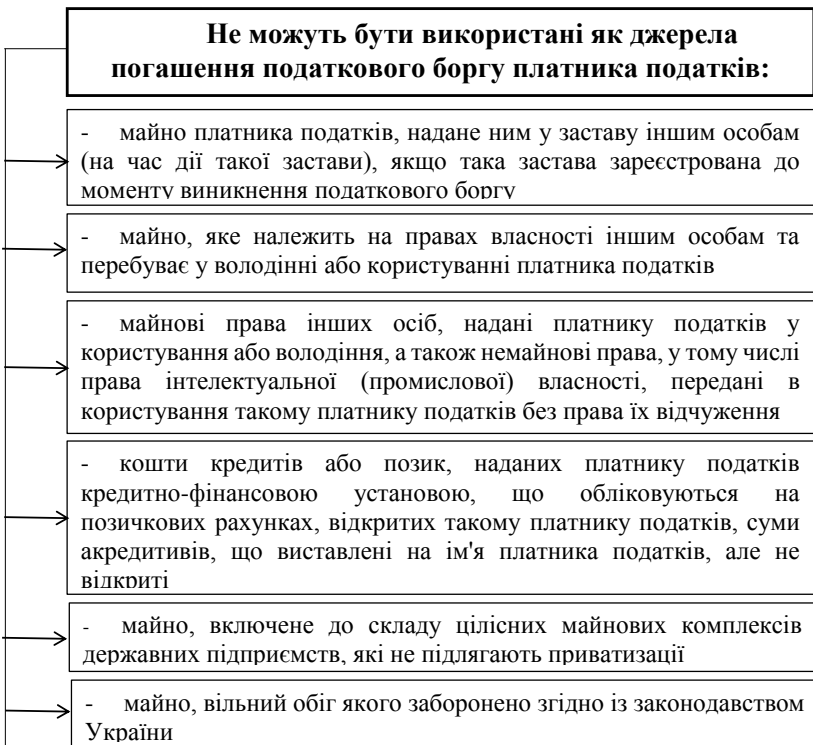 Не можуть бути використані як джерела
погашення податкового боргу платника податків:
- майно платника податків, надане ним у заставу іншим особам
(на час дії такої застави), якщо така застава зареєстрована до
моменту виникнення податкового боргу
- майно, яке належить на правах власності іншим особам та
перебуває у володінні або користуванні платника податків
- майнові права інших осіб, надані платнику податків у
користування або володіння, а також немайнові права, у тому числі
права інтелектуальної (промислової) власності, передані в
користування такому платнику податків без права їх відчуження
- кошти кредитів або позик, наданих платнику податків
кредитно-фінансовою установою, що обліковуються на
позичкових рахунках, відкритих такому платнику податків, суми
акредитивів, що виставлені на ім'я платника податків, але не
відкриті
- майно, включене до складу цілісних майнових комплексів
державних підприємств, які не підлягають приватизації
- майно, вільний обіг якого заборонено згідно із законодавством
України